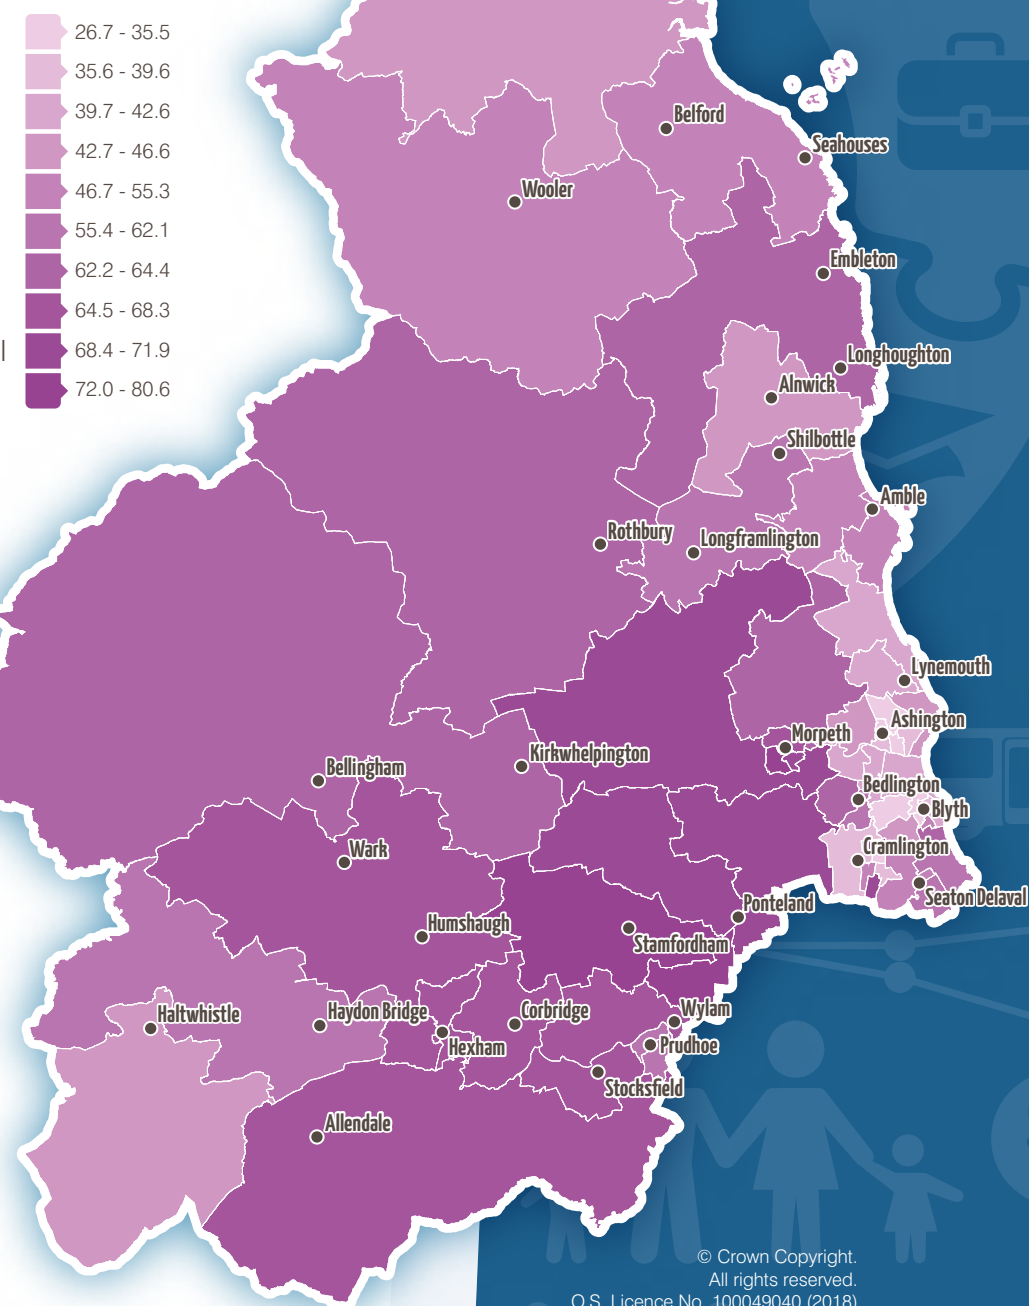 26.7 - 35.5
35.6 - 39.6
39.7 - 42.6
42.7 - 46.6
46.7 - 55.3
55.4 - 62.1
62.2 - 64.4
64.5 - 68.3
68.4 - 71.9
72.0 - 80.6
Belford
Seahouses
Wooler
Embleton
Longhoughton
Alnwick
Shilbottle
Amble
Rothbury
Longframlington
Lynemouth
Ashington
Morpeth
Kirkwhelpington
Bellingham
Bedlington
Blyth
Wark
Cramlington
Seaton Delaval
Ponteland
Humshaugh
Stamfordham
Haltwhistle
Haydon Bridge
Corbridge
Wylam
Hexham
Prudhoe
Stocksfield
Allendale
© Crown Copyright.
All rights reserved.
O.S. Licence No. 100049040 (2018)